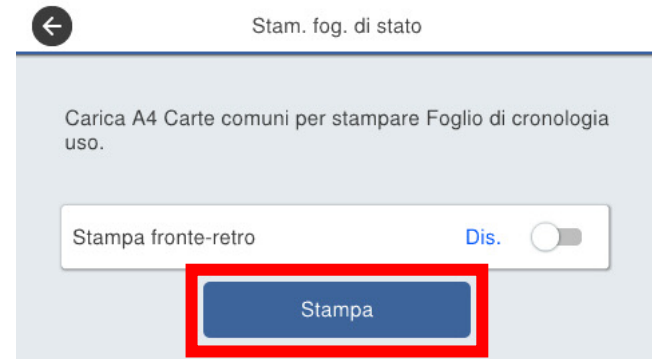 Stam. fog. di stato
Carica A4 Carte comuni per stampare Foglio di cronologia
uso.
Stampa fronte-retro Dis.
Stampa